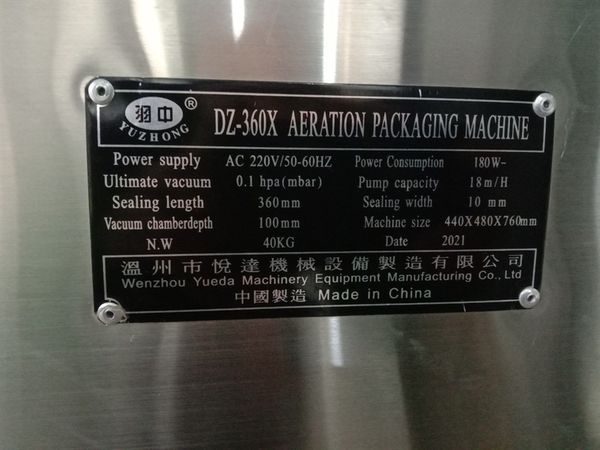 羽中 ®
YUZHONG
DZ-360X AERATION PACKAGING MACHINE
Power supply AC 220V/50-60HZ Power Consumption 180W~
Ultimate vacuum 0.1 hpa(mbar) Pump capacity 18m/H
Sealing length 360mm Sealing width 10 mm
Vacuum chamberdepth 100mm Machine size 440X480X760mm
N.W 40KG Date 2021
溫州市悅達機械設備製造有限公司
Wenzhou Yueda Machinery Equipment Manufacturing Co., Ltd
中國製造 Made in China